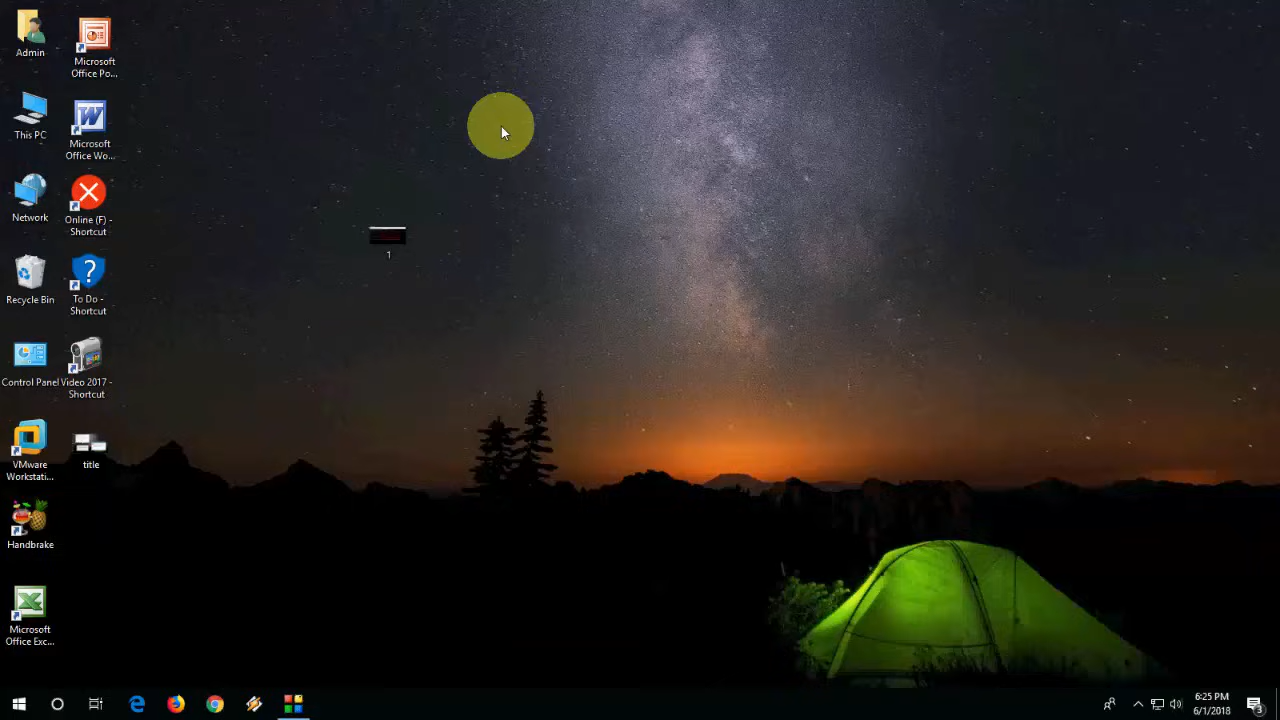 Admin
Microsoft
Office Po...
This PC
W
Microsoft
Office Wo...
Network
Online (F) -
Shortcut
Recycle Bin
?
To Do -
Shortcut
Control Panel
Video 2017 -
Shortcut
VMware
Workstati...
title
Handbrake
Microsoft
Office Exc...
1
6:25 PM
6/1/2018
3